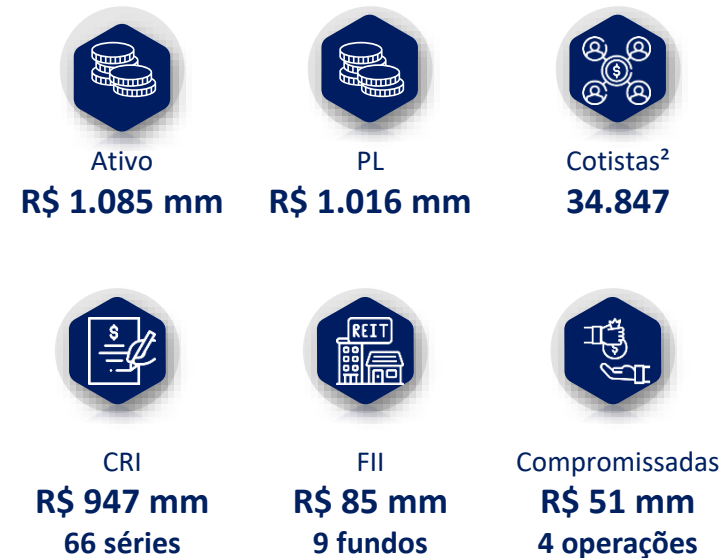 Ativo
R$ 1.085 mm
PL
R$ 1.016 mm
Cotistas²
34.847
$
CRI
R$ 947 mm
66 séries
REIT
FII
R$ 85 mm
9 fundos
$
Compromissadas
R$ 51 mm
4 operações